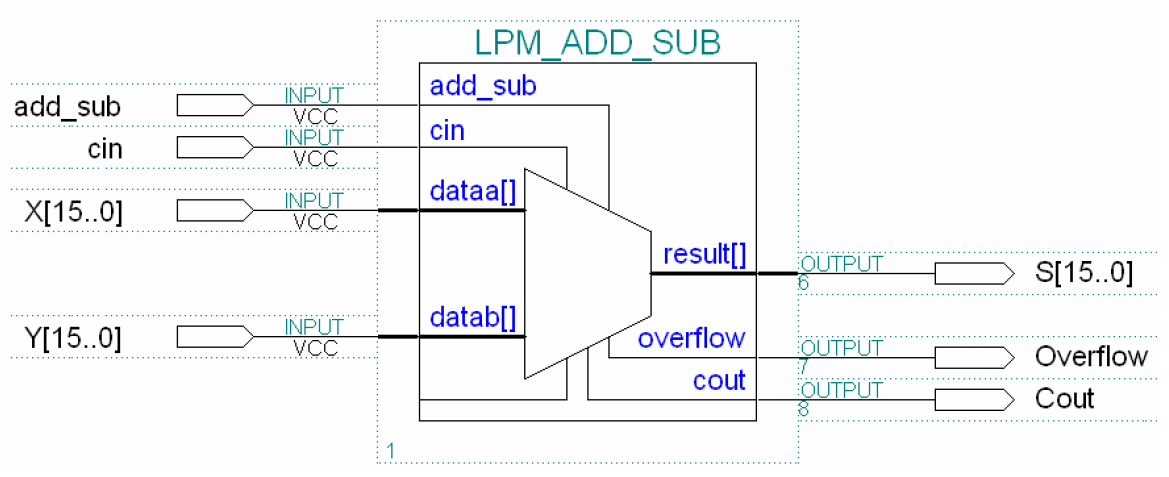 LPM_ADD_SUB
add_sub INPUT VCC add_sub
cin INPUT VCC cin
X[15..0] INPUT VCC dataa[]
result[] OUTPUT 6 S[15..0]
Y[15..0] INPUT VCC datab[]
overflow OUTPUT 7 Overflow
cout OUTPUT 8 Cout
1